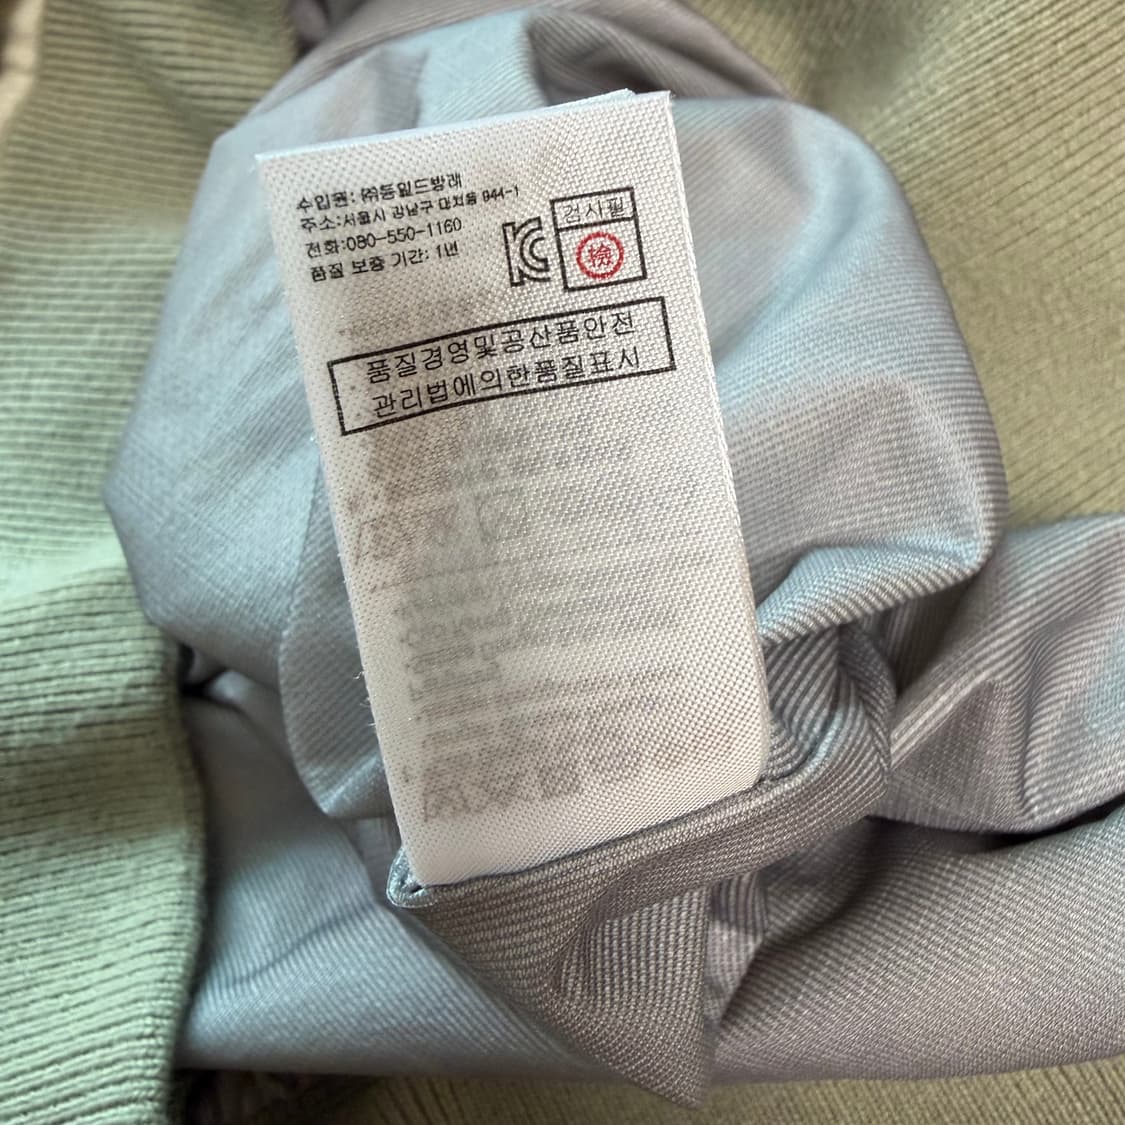 수입원: ㈜동일드방레
주소:서울시 강남구 대치동 944-1
전화:080-550-1160
품질 보증 기간: 1년
KC
검사필
檢
품질경영및공산품안전
관리법에의한품질표시